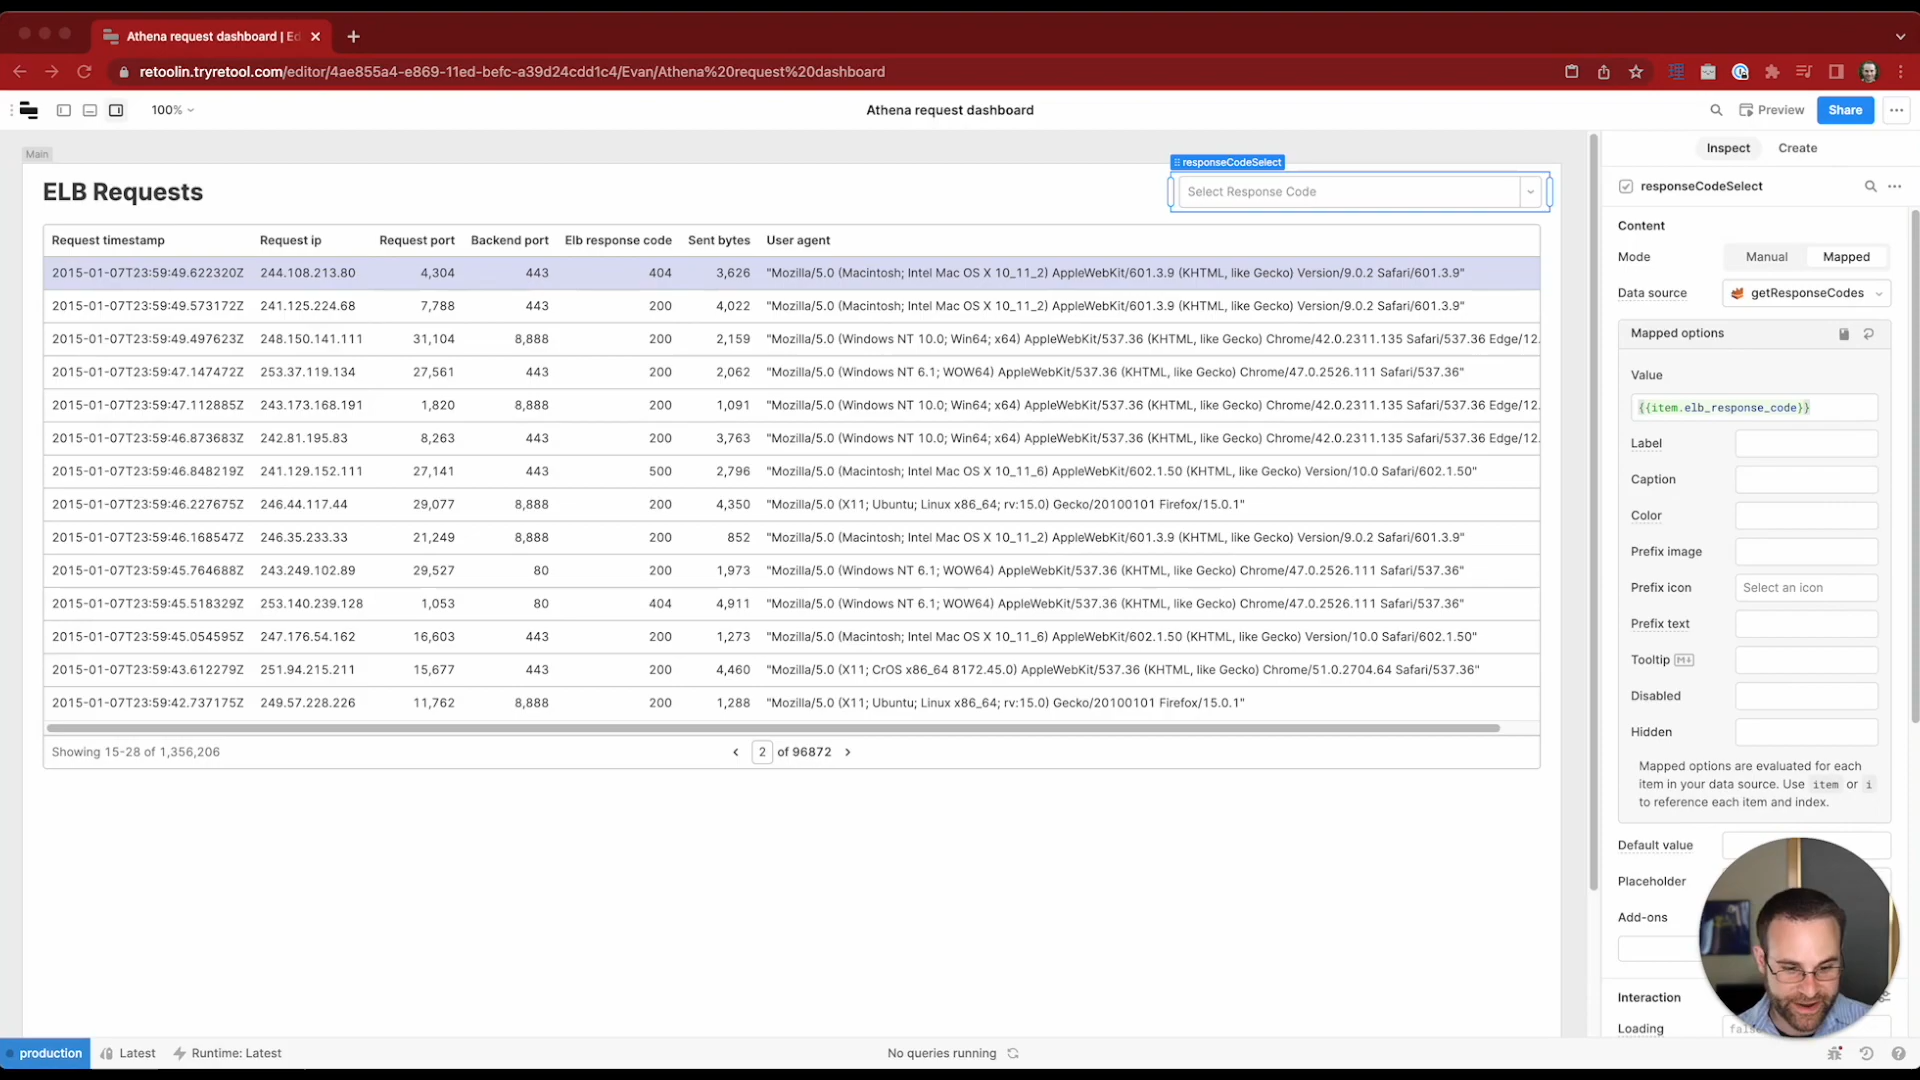 Athena request dashboard | Ed
retoolin.tryretool.com/editor/4ae855a4-e869-11ed-befc-a39d24cdd1c4/Evan/Athena%20request%20dashboard
100%
Athena request dashboard
Preview
Share
Main
ELB Requests
responseCodeSelect
Select Response Code
Request timestamp Request ip Request port Backend port Elb response code Sent bytes User agent
2015-01-07T23:59:49.622320Z 244.108.213.80 4,304 443 404 3,626 "Mozilla/5.0 (Macintosh; Intel Mac OS X 10_11_2) AppleWebKit/601.3.9 (KHTML, like Gecko) Version/9.0.2 Safari/601.3.9"
2015-01-07T23:59:49.573172Z 241.125.224.68 7,788 443 200 4,022 "Mozilla/5.0 (Macintosh; Intel Mac OS X 10_11_2) AppleWebKit/601.3.9 (KHTML, like Gecko) Version/9.0.2 Safari/601.3.9"
2015-01-07T23:59:49.497623Z 248.150.141.111 31,104 8,888 200 2,159 "Mozilla/5.0 (Windows NT 10.0; Win64; x64) AppleWebKit/537.36 (KHTML, like Gecko) Chrome/42.0.2311.135 Safari/537.36 Edge/12.
2015-01-07T23:59:47.147472Z 253.37.119.134 27,561 443 200 2,062 "Mozilla/5.0 (Windows NT 6.1; WOW64) AppleWebKit/537.36 (KHTML, like Gecko) Chrome/47.0.2526.111 Safari/537.36"
2015-01-07T23:59:47.112885Z 243.173.168.191 1,820 8,888 200 1,091 "Mozilla/5.0 (Windows NT 10.0; Win64; x64) AppleWebKit/537.36 (KHTML, like Gecko) Chrome/42.0.2311.135 Safari/537.36 Edge/12.
2015-01-07T23:59:46.873683Z 242.81.195.83 8,263 443 200 3,763 "Mozilla/5.0 (Windows NT 10.0; Win64; x64) AppleWebKit/537.36 (KHTML, like Gecko) Chrome/42.0.2311.135 Safari/537.36 Edge/12.
2015-01-07T23:59:46.848219Z 241.129.152.111 27,141 443 500 2,796 "Mozilla/5.0 (Macintosh; Intel Mac OS X 10_11_6) AppleWebKit/602.1.50 (KHTML, like Gecko) Version/10.0 Safari/602.1.50"
2015-01-07T23:59:46.227675Z 246.44.117.44 29,077 8,888 200 4,350 "Mozilla/5.0 (X11; Ubuntu; Linux x86_64; rv:15.0) Gecko/20100101 Firefox/15.0.1"
2015-01-07T23:59:46.168547Z 246.35.233.33 21,249 8,888 200 852 "Mozilla/5.0 (Macintosh; Intel Mac OS X 10_11_2) AppleWebKit/601.3.9 (KHTML, like Gecko) Version/9.0.2 Safari/601.3.9"
2015-01-07T23:59:45.764688Z 243.249.102.89 29,527 80 200 1,973 "Mozilla/5.0 (Windows NT 6.1; WOW64) AppleWebKit/537.36 (KHTML, like Gecko) Chrome/47.0.2526.111 Safari/537.36"
2015-01-07T23:59:45.518329Z 253.140.239.128 1,053 80 404 4,911 "Mozilla/5.0 (Windows NT 6.1; WOW64) AppleWebKit/537.36 (KHTML, like Gecko) Chrome/47.0.2526.111 Safari/537.36"
2015-01-07T23:59:45.054595Z 247.176.54.162 16,603 443 200 1,273 "Mozilla/5.0 (Macintosh; Intel Mac OS X 10_11_6) AppleWebKit/602.1.50 (KHTML, like Gecko) Version/10.0 Safari/602.1.50"
2015-01-07T23:59:43.612279Z 251.94.215.211 15,677 443 200 4,460 "Mozilla/5.0 (X11; CrOS x86_64 8172.45.0) AppleWebKit/537.36 (KHTML, like Gecko) Chrome/51.0.2704.64 Safari/537.36"
2015-01-07T23:59:42.737175Z 249.57.228.226 11,762 8,888 200 1,288 "Mozilla/5.0 (X11; Ubuntu; Linux x86_64; rv:15.0) Gecko/20100101 Firefox/15.0.1"
Showing 15-28 of 1,356,206
2 of 96872
Inspect Create
responseCodeSelect
Content
Mode Manual Mapped
Data source getResponseCodes
Mapped options
Value
{{item.elb_response_code}}
Label
Caption
Color
Prefix image
Prefix icon Select an icon
Prefix text
Tooltip M↓
Disabled
Hidden
Mapped options are evaluated for each
item in your data source. Use item or i
to reference each item and index.
Default value
Placeholder
Add-ons
Interaction
Loading
production Latest Runtime: Latest No queries running